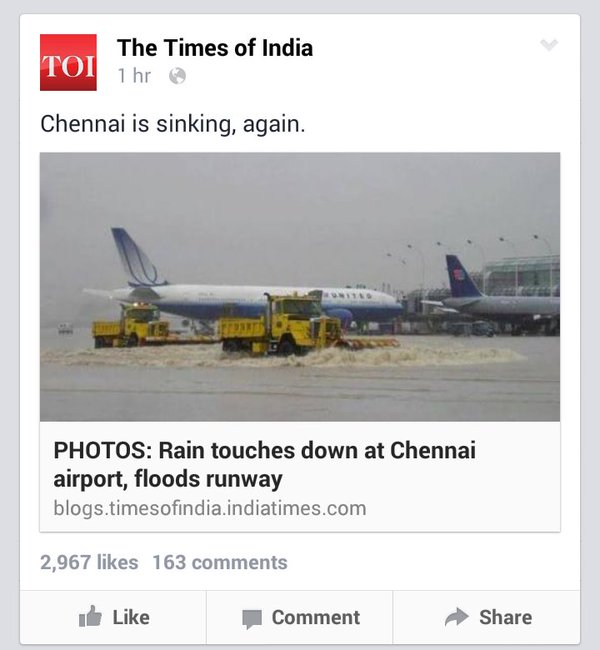 TOI
The Times of India
1 hr
Chennai is sinking, again.
UNITED
PHOTOS: Rain touches down at Chennai
airport, floods runway
blogs.timesofindia.indiatimes.com
2,967 likes 163 comments
Like Comment Share